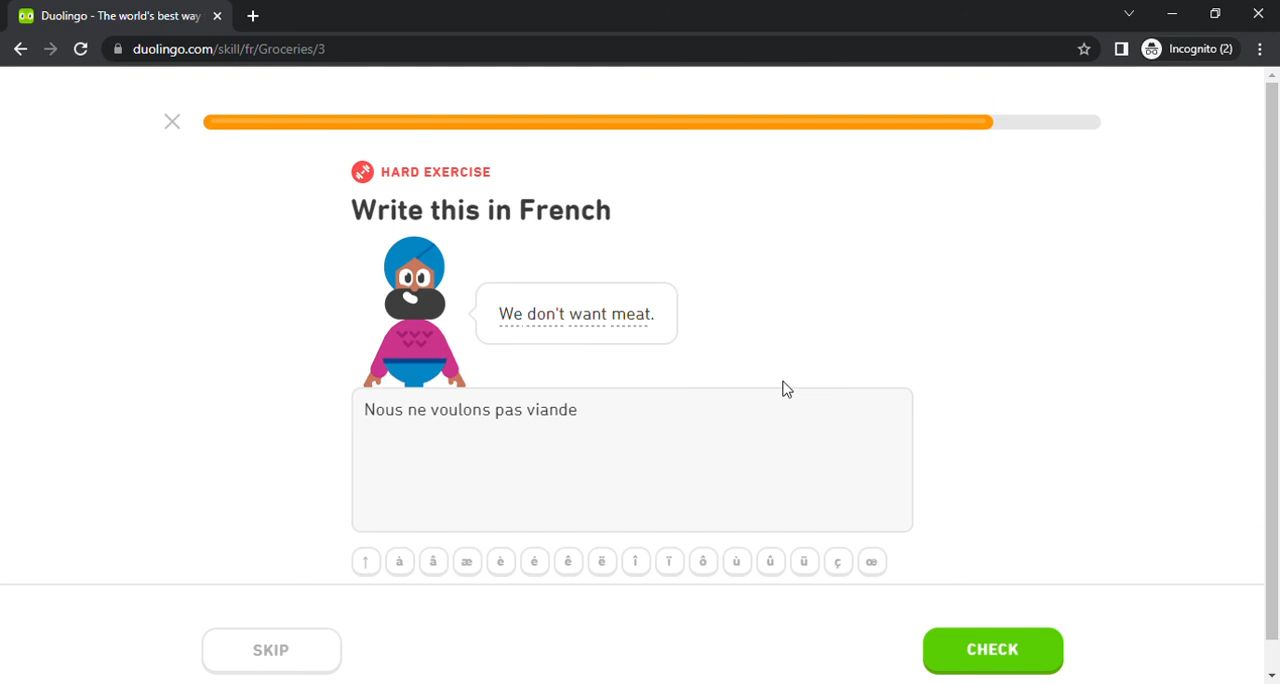 Duolingo - The world's best way
duolingo.com/skill/fr/Groceries/3
Incognito (2)
HARD EXERCISE
Write this in French
We don't want meat.
Nous ne voulons pas viande
↑ à â æ è é ê ë î ï ô ù û ü ç œ
SKIP
CHECK